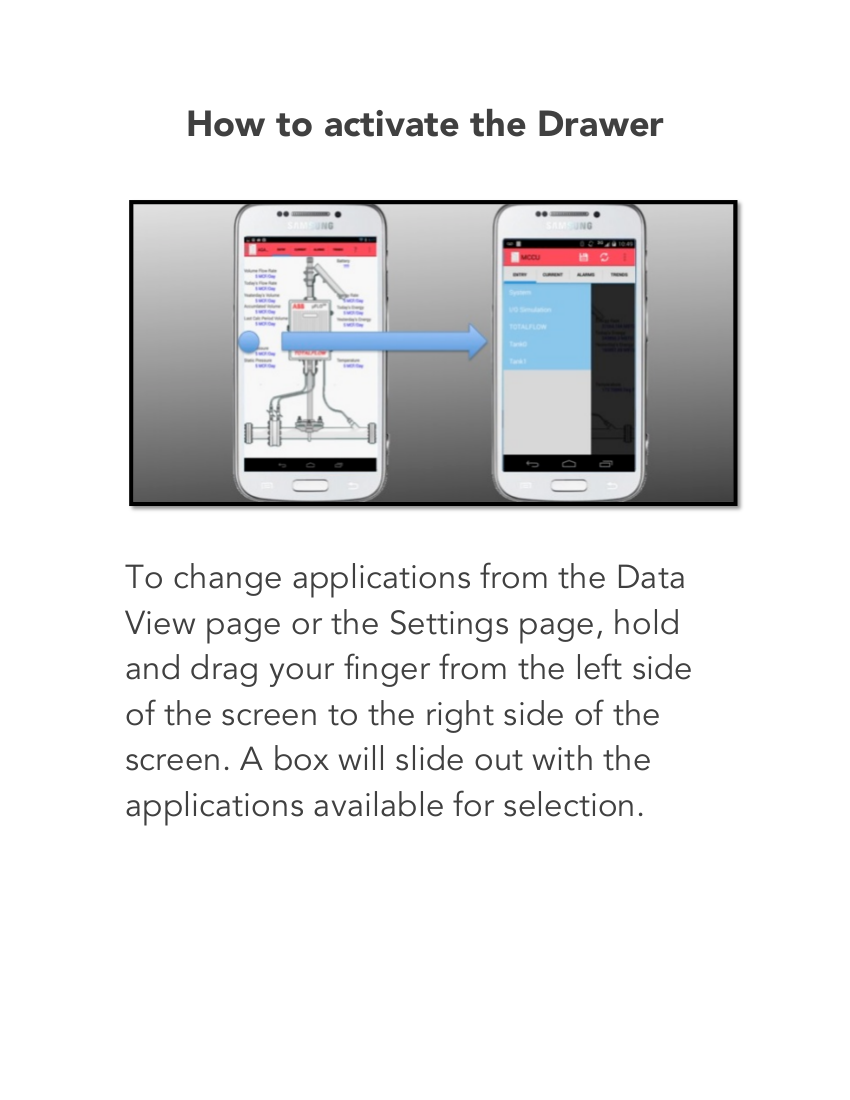 How to activate the Drawer
SAMSUNG
Battery
Volume Flow Rate
Today's Flow Rate
Yesterday's Volume
Accumulated Volume
Last Calc Period Volume
Today's Energy
Yesterday's Energy
ABB
TOTALFLOW
Static Pressure
Temperature
SAMSUNG
10:49
MCCU
ENTRY CURRENT ALARMS TRENDS
System
I/O Simulation
TOTALFLOW
Tank0
Tank1
To change applications from the Data
View page or the Settings page, hold
and drag your finger from the left side
of the screen to the right side of the
screen. A box will slide out with the
applications available for selection.